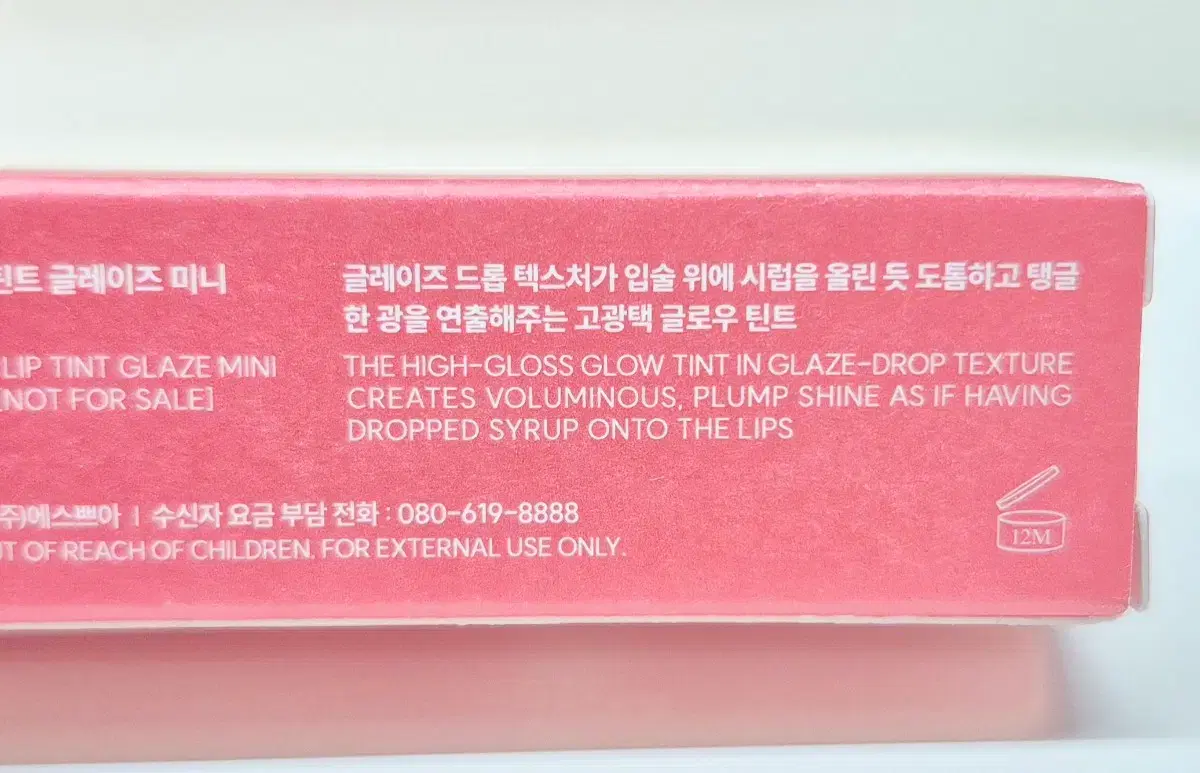 틴트 글레이즈 미니
LIP TINT GLAZE MINI
[NOT FOR SALE]
글레이즈 드롭 텍스처가 입술 위에 시럽을 올린 듯 도톰하고 탱글
한 광을 연출해주는 고광택 글로우 틴트
THE HIGH-GLOSS GLOW TINT IN GLAZE-DROP TEXTURE
CREATES VOLUMINOUS, PLUMP SHINE AS IF HAVING
DROPPED SYRUP ONTO THE LIPS
주)에스쁘아 | 수신자 요금 부담 전화 : 080-619-8888
UT OF REACH OF CHILDREN. FOR EXTERNAL USE ONLY.
12M